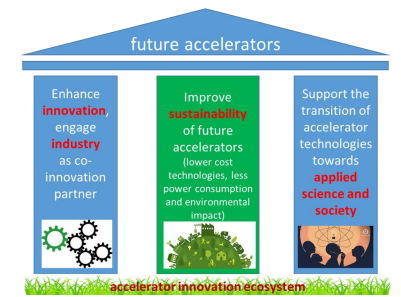 future accelerators
Enhance
innovation,
engage
industry
as co-
innovation
partner
Improve
sustainability
of future
accelerators
(lower cost
technologies, less
power consumption
and environmental
impact)
Support the
transition of
accelerator
technologies
towards
applied
science and
society
accelerator innovation ecosystem